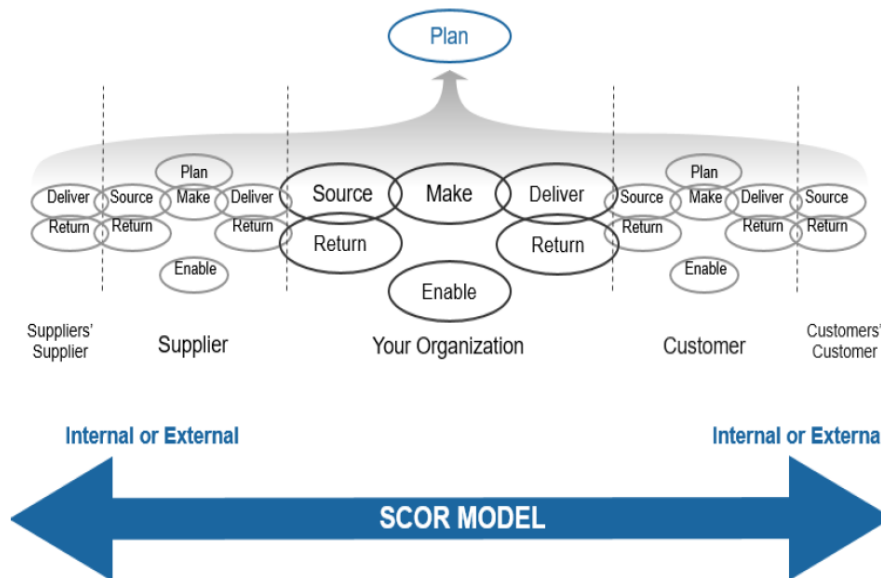 Plan
Plan
Plan
Deliver
Source
Make
Deliver
Source
Make
Deliver
Source
Make
Deliver
Source
Return
Return
Return
Return
Return
Return
Return
Return
Enable
Enable
Enable
Suppliers'
Supplier
Supplier
Your Organization
Customer
Customers'
Customer
Internal or External
Internal or External
SCOR MODEL